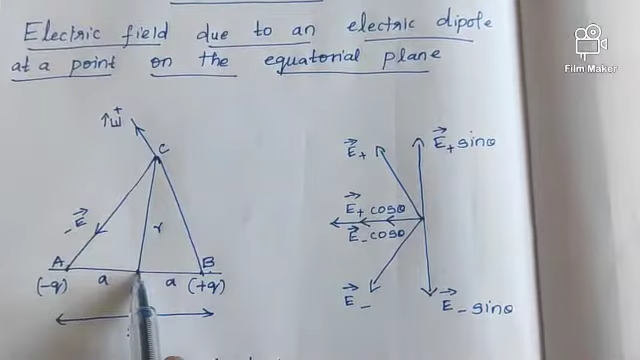 Electric field due to an electric dipole
at a point on the equatorial plane
Film Maker
E+
C
E-
r
A
B
(-q)
a
a
(+q)
E+
E+ sinθ
E+ cosθ
E- cosθ
E-
E- sinθ